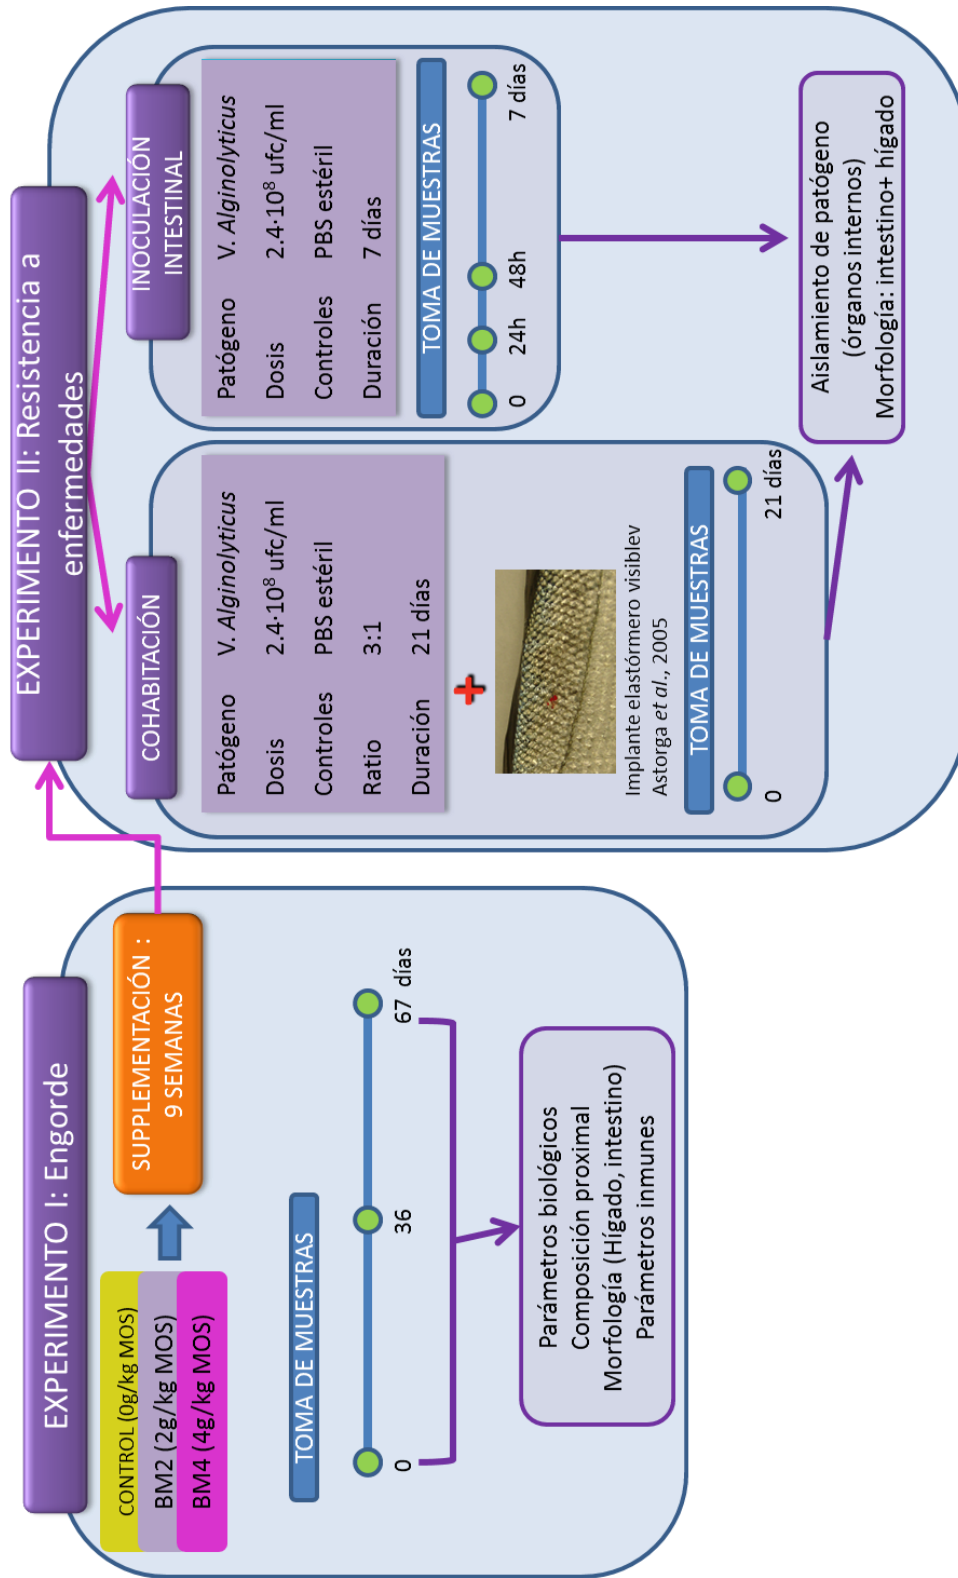 EXPERIMENTO I: Engorde
CONTROL (0g/kg MOS)
BM2 (2g/kg MOS)
BM4 (4g/kg MOS)
SUPPLEMENTACIÓN :
9 SEMANAS
TOMA DE MUESTRAS
0
36
67 días
Parámetros biológicos
Composición proximal
Morfología (Hígado, intestino)
Parámetros inmunes
EXPERIMENTO II: Resistencia a
enfermedades
COHABITACIÓN
Patógeno V. Alginolyticus
Dosis 2.4·10⁸ ufc/ml
Controles PBS estéril
Ratio 3:1
Duración 21 días
Implante elastórmero visiblev
Astorga et al., 2005
TOMA DE MUESTRAS
0
21 días
INOCULACIÓN
INTESTINAL
Patógeno V. Alginolyticus
Dosis 2.4·10⁸ ufc/ml
Controles PBS estéril
Duración 7 días
TOMA DE MUESTRAS
0
24h
48h
7 días
Aislamiento de patógeno
(órganos internos)
Morfología: intestino+ hígado